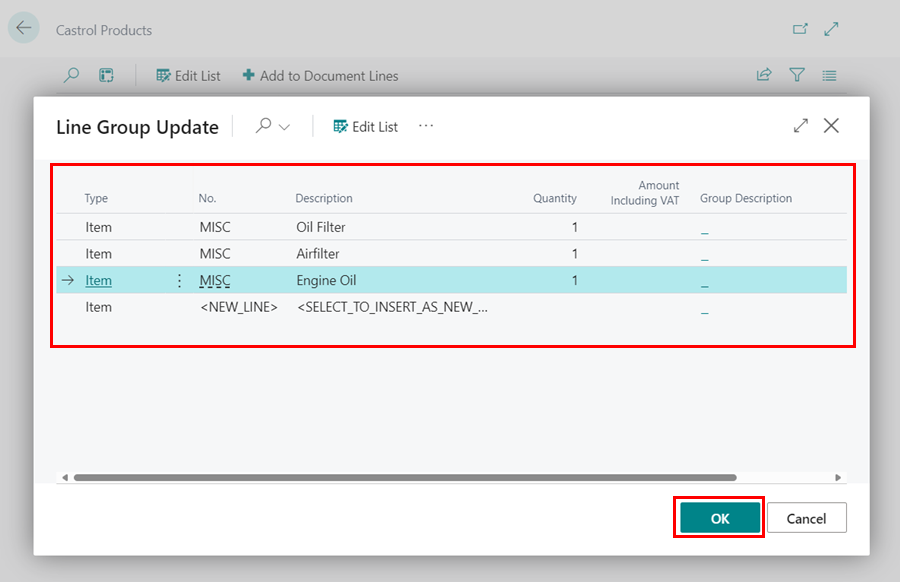 Castrol Products
Edit List Add to Document Lines
Line Group Update Edit List ...
Type No. Description Quantity Amount Including VAT Group Description
Item MISC Oil Filter 1 _
Item MISC Airfilter 1 _
Item MISC Engine Oil 1 _
Item <NEW_LINE> <SELECT_TO_INSERT_AS_NEW_... _
OK Cancel